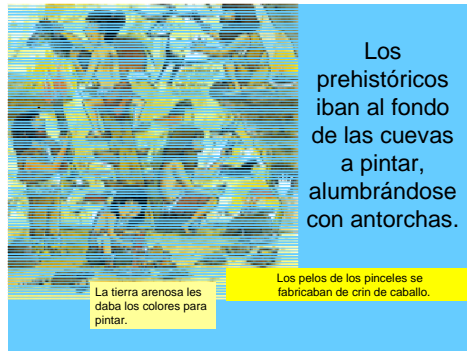 Los
prehistóricos
iban al fondo
de las cuevas
a pintar,
alumbrándose
con antorchas.
Los pelos de los pinceles se
fabricaban de crin de caballo.
La tierra arenosa les
daba los colores para
pintar.